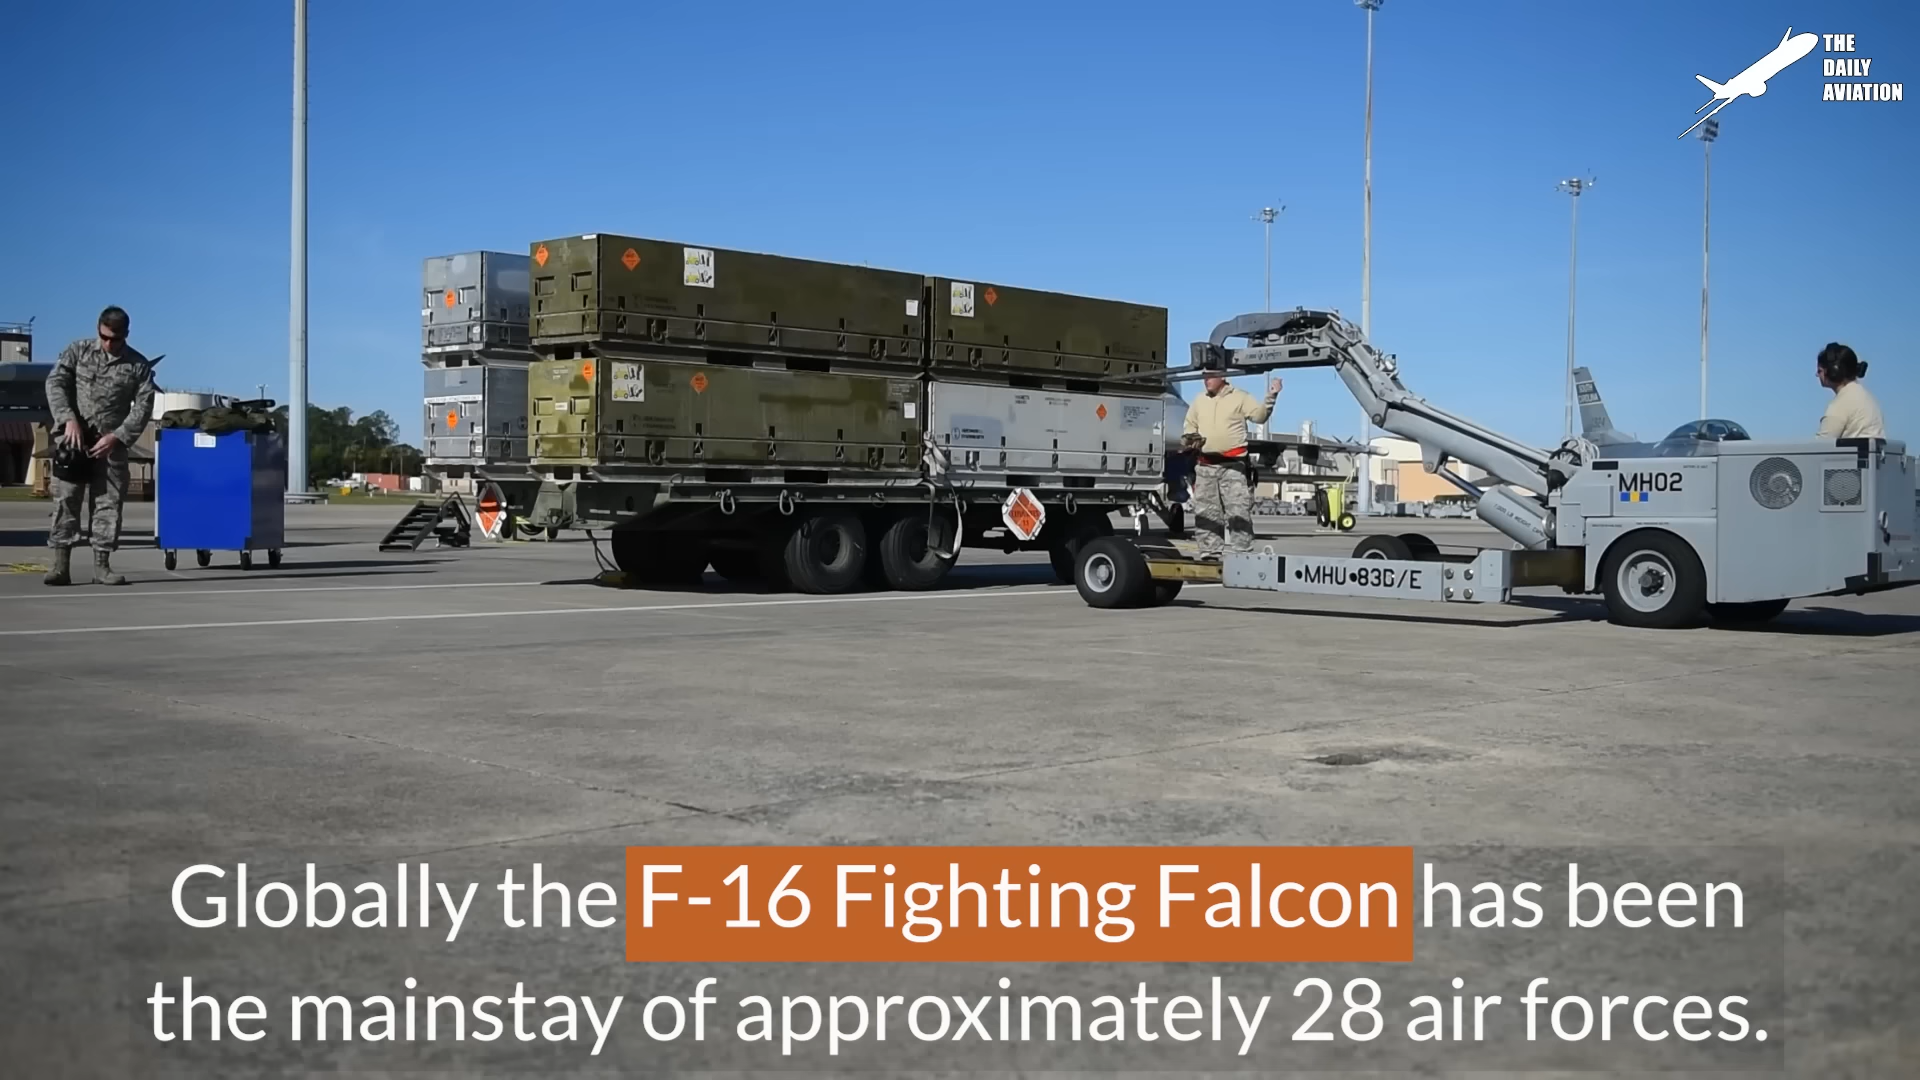 THE
DAILY
AVIATION
MH02
•MHU•83D/E
Globally the F-16 Fighting Falcon has been
the mainstay of approximately 28 air forces.